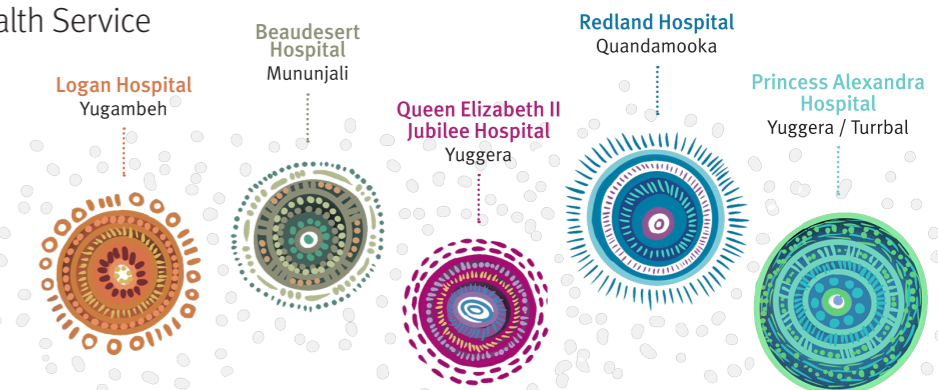 alth Service
Logan Hospital
Yugambeh
Beaudesert
Hospital
Mununjali
Queen Elizabeth II
Jubilee Hospital
Yuggera
Redland Hospital
Quandamooka
Princess Alexandra
Hospital
Yuggera / Turrbal